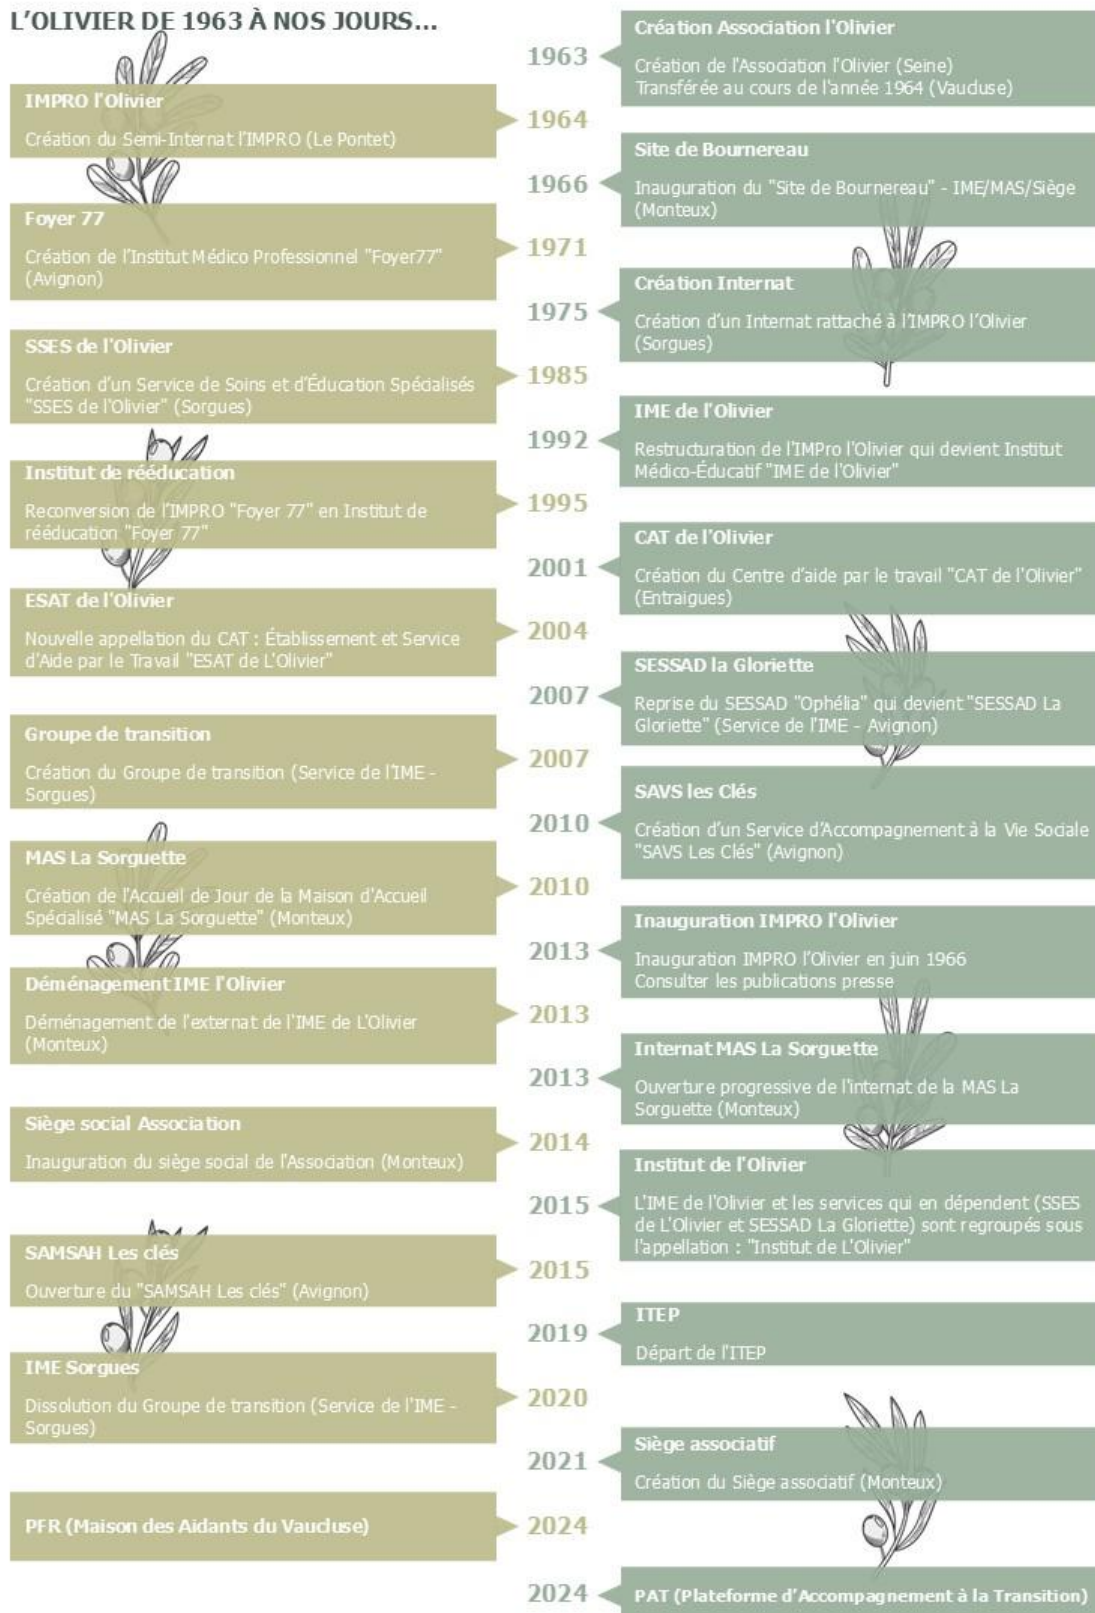 L'OLIVIER DE 1963 À NOS JOURS...
1963
Création Association l'Olivier
Création de l'Association l'Olivier (Seine)
Transférée au cours de l'année 1964 (Vaucluse)
IMPRO l'Olivier
Création du Semi-Internat l'IMPRO (Le Pontet)
1964
1966
Site de Bournereau
Inauguration du "Site de Bournereau" - IME/MAS/Siège
(Monteux)
Foyer 77
Création de l'Institut Médico Professionnel "Foyer77"
(Avignon)
1971
1975
Création Internat
Création d'un Internat rattaché à l'IMPRO l'Olivier
(Sorgues)
SSES de l'Olivier
Création d'un Service de Soins et d'Éducation Spécialisés
"SSES de l'Olivier" (Sorgues)
1985
1992
IME de l'Olivier
Restructuration de l'IMPro l'Olivier qui devient Institut
Médico-Éducatif "IME de l'Olivier"
Institut de rééducation
Reconversion de l'IMPRO "Foyer 77" en Institut de
rééducation "Foyer 77"
1995
2001
CAT de l'Olivier
Création du Centre d'aide par le travail "CAT de l'Olivier"
(Entraigues)
ESAT de l'Olivier
Nouvelle appellation du CAT : Établissement et Service
d'Aide par le Travail "ESAT de L'Olivier"
2004
2007
SESSAD la Gloriette
Reprise du SESSAD "Ophélia" qui devient "SESSAD La
Gloriette" (Service de l'IME - Avignon)
Groupe de transition
Création du Groupe de transition (Service de l'IME -
Sorgues)
2007
2010
SAVS les Clés
Création d'un Service d'Accompagnement à la Vie Sociale
"SAVS Les Clés" (Avignon)
MAS La Sorguette
Création de l'Accueil de Jour de la Maison d'Accueil
Spécialisé "MAS La Sorguette" (Monteux)
2010
2013
Inauguration IMPRO l'Olivier
Inauguration IMPRO l'Olivier en juin 1966
Consulter les publications presse
Déménagement IME l'Olivier
Déménagement de l'externat de l'IME de L'Olivier
(Monteux)
2013
2013
Internat MAS La Sorguette
Ouverture progressive de l'internat de la MAS La
Sorguette (Monteux)
Siège social Association
Inauguration du siège social de l'Association (Monteux)
2014
2015
Institut de l'Olivier
L'IME de l'Olivier et les services qui en dépendent (SSES
de L'Olivier et SESSAD La Gloriette) sont regroupés sous
l'appellation : "Institut de L'Olivier"
SAMSAH Les clés
Ouverture du "SAMSAH Les clés" (Avignon)
2015
2019
ITEP
Départ de l'ITEP
IME Sorgues
Dissolution du Groupe de transition (Service de l'IME -
Sorgues)
2020
2021
Siège associatif
Création du Siège associatif (Monteux)
PFR (Maison des Aidants du Vaucluse)
2024
2024
PAT (Plateforme d'Accompagnement à la Transition)